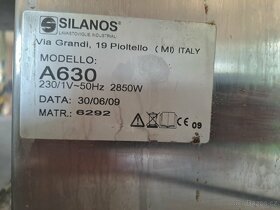 SILANOS®
LAVASTOVIGLIE INDUSTRIALI
Via Grandi, 19 Pioltello ( MI) ITALY
MODELLO:
A630
230/1V~50Hz 2850W
DATA: 30/06/09
MATR.: 6292
CE 09